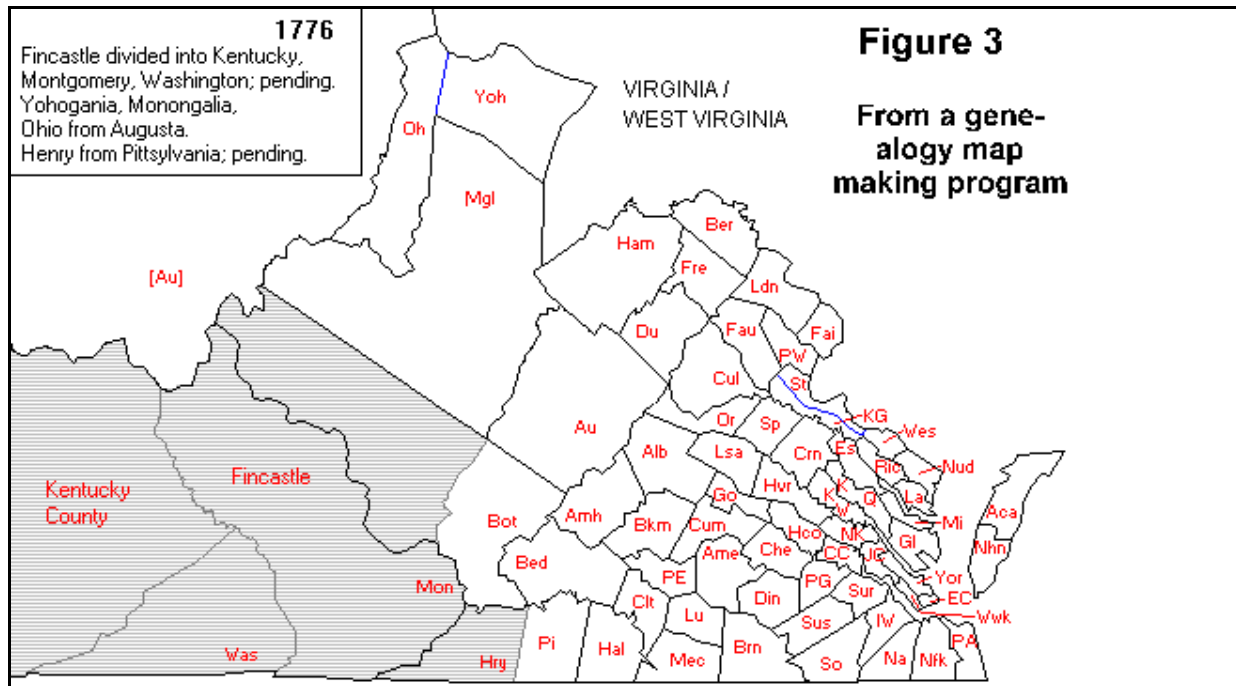 1776
Fincastle divided into Kentucky,
Montgomery, Washington; pending.
Yohogania, Monongalia,
Ohio from Augusta.
Henry from Pittsylvania; pending.
Figure 3
VIRGINIA /
WEST VIRGINIA
From a gene-
alogy map
making program
Yoh
Oh
Mgl
Ber
Ham
Fre
[Au]
Ldn
Du
Fau
Fai
PW
Cul
St
KG
Or
Sp
Wes
Au
Alb
Lsa
Crn
Es
Ric
Nud
Fincastle
Kentucky
County
Hvr
KK
Q
La
Go
KW
Aca
Bot
Amh
Bkm
Cum
Hco
NK
Mi
Gl
Nhn
Bed
Ame
Che
CC
JC
PE
Yor
Mon
Clt
Din
PG
Sur
EC
Lu
Sus
IW
Wwk
Pi
Hal
Brn
PA
Was
Hry
Mec
So
Na
Nfk